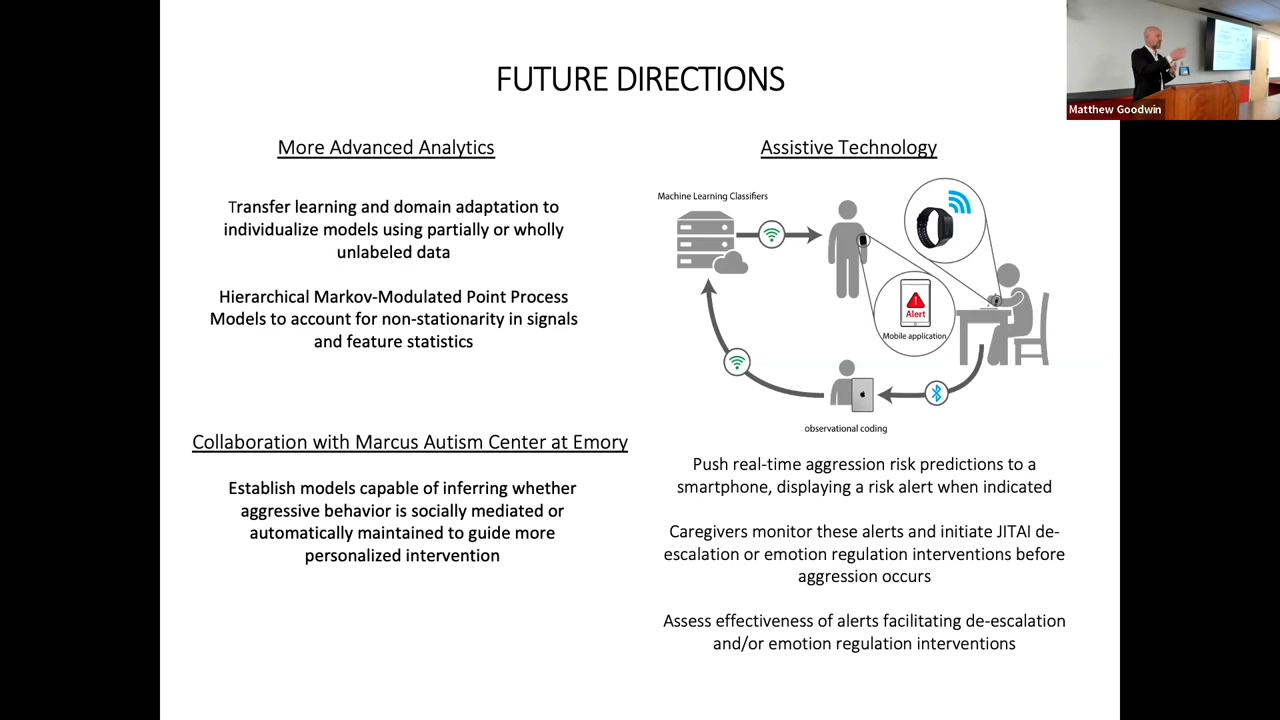 FUTURE DIRECTIONS
More Advanced Analytics
Transfer learning and domain adaptation to
individualize models using partially or wholly
unlabeled data
Hierarchical Markov-Modulated Point Process
Models to account for non-stationarity in signals
and feature statistics
Collaboration with Marcus Autism Center at Emory
Establish models capable of inferring whether
aggressive behavior is socially mediated or
automatically maintained to guide more
personalized intervention
Assistive Technology
Machine Learning Classifiers
Alert
Mobile application
observational coding
Push real-time aggression risk predictions to a
smartphone, displaying a risk alert when indicated
Caregivers monitor these alerts and initiate JITAI de-
escalation or emotion regulation interventions before
aggression occurs
Assess effectiveness of alerts facilitating de-escalation
and/or emotion regulation interventions
Matthew Goodwin